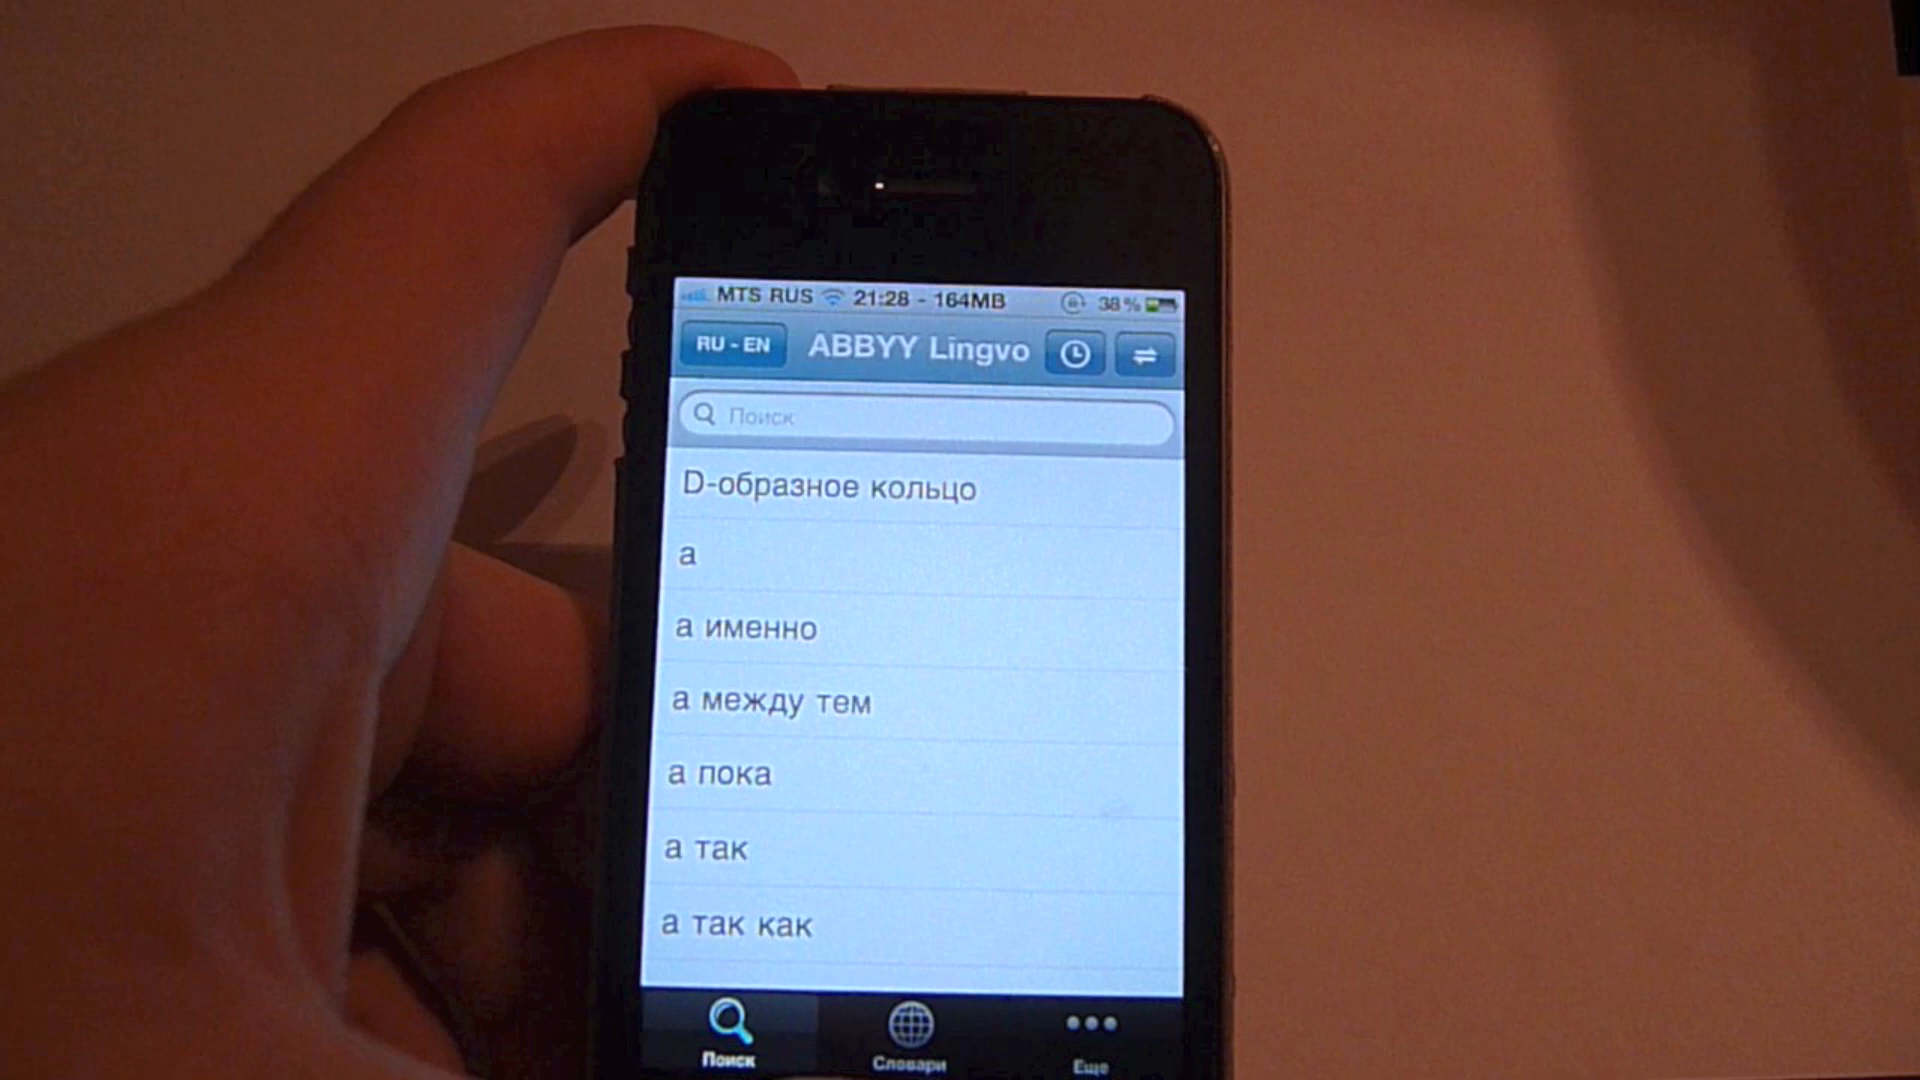 MTS RUS 21:28 - 164MB 38%
RU - EN ABBYY Lingvo
Поиск
D-образное кольцо
а
а именно
а между тем
а пока
а так
а так как
Поиск Словари Еще